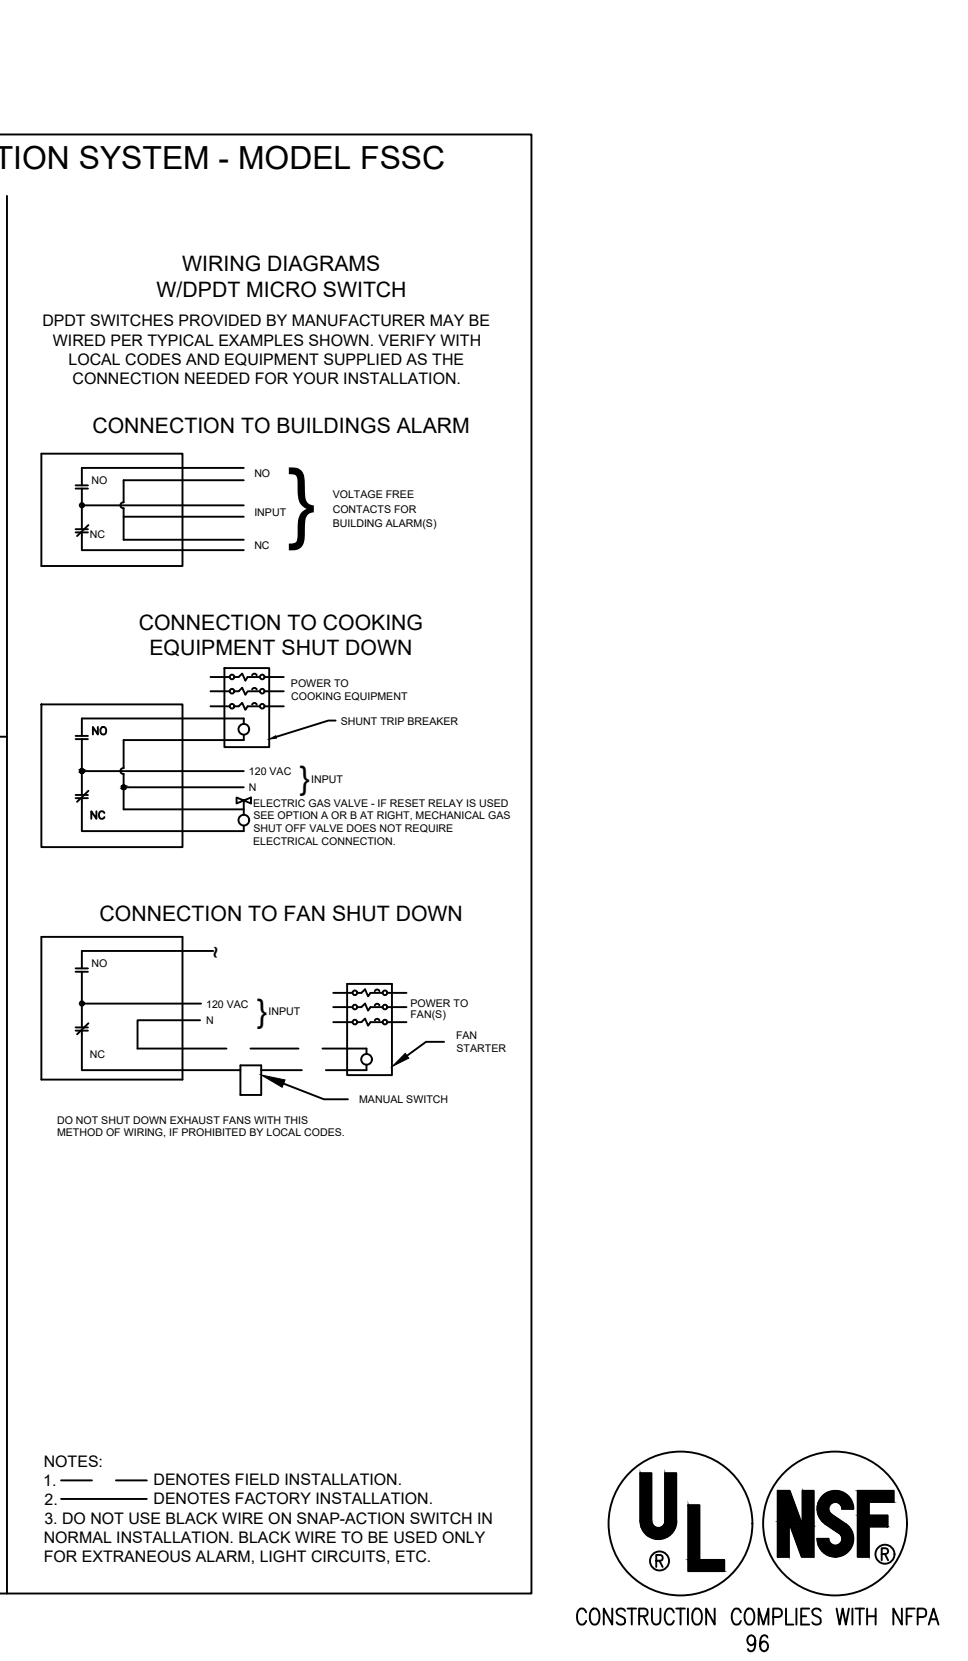 TION SYSTEM - MODEL FSSC
WIRING DIAGRAMS
W/DPDT MICRO SWITCH
DPDT SWITCHES PROVIDED BY MANUFACTURER MAY BE
WIRED PER TYPICAL EXAMPLES SHOWN. VERIFY WITH
LOCAL CODES AND EQUIPMENT SUPPLIED AS THE
CONNECTION NEEDED FOR YOUR INSTALLATION.
CONNECTION TO BUILDINGS ALARM
NO
NC
NO
INPUT
NC
VOLTAGE FREE
CONTACTS FOR
BUILDING ALARM(S)
CONNECTION TO COOKING
EQUIPMENT SHUT DOWN
POWER TO
COOKING EQUIPMENT
SHUNT TRIP BREAKER
NO
NC
120 VAC
N
INPUT
ELECTRIC GAS VALVE - IF RESET RELAY IS USED
SEE OPTION A OR B AT RIGHT, MECHANICAL GAS
SHUT OFF VALVE DOES NOT REQUIRE
ELECTRICAL CONNECTION.
CONNECTION TO FAN SHUT DOWN
NO
NC
120 VAC
N
INPUT
POWER TO
FAN(S)
FAN
STARTER
MANUAL SWITCH
DO NOT SHUT DOWN EXHAUST FANS WITH THIS
METHOD OF WIRING, IF PROHIBITED BY LOCAL CODES.
NOTES:
1. —— —— DENOTES FIELD INSTALLATION.
2. ———— DENOTES FACTORY INSTALLATION.
3. DO NOT USE BLACK WIRE ON SNAP-ACTION SWITCH IN
NORMAL INSTALLATION. BLACK WIRE TO BE USED ONLY
FOR EXTRANEOUS ALARM, LIGHT CIRCUITS, ETC.
UL ®
NSF ®
CONSTRUCTION COMPLIES WITH NFPA
96